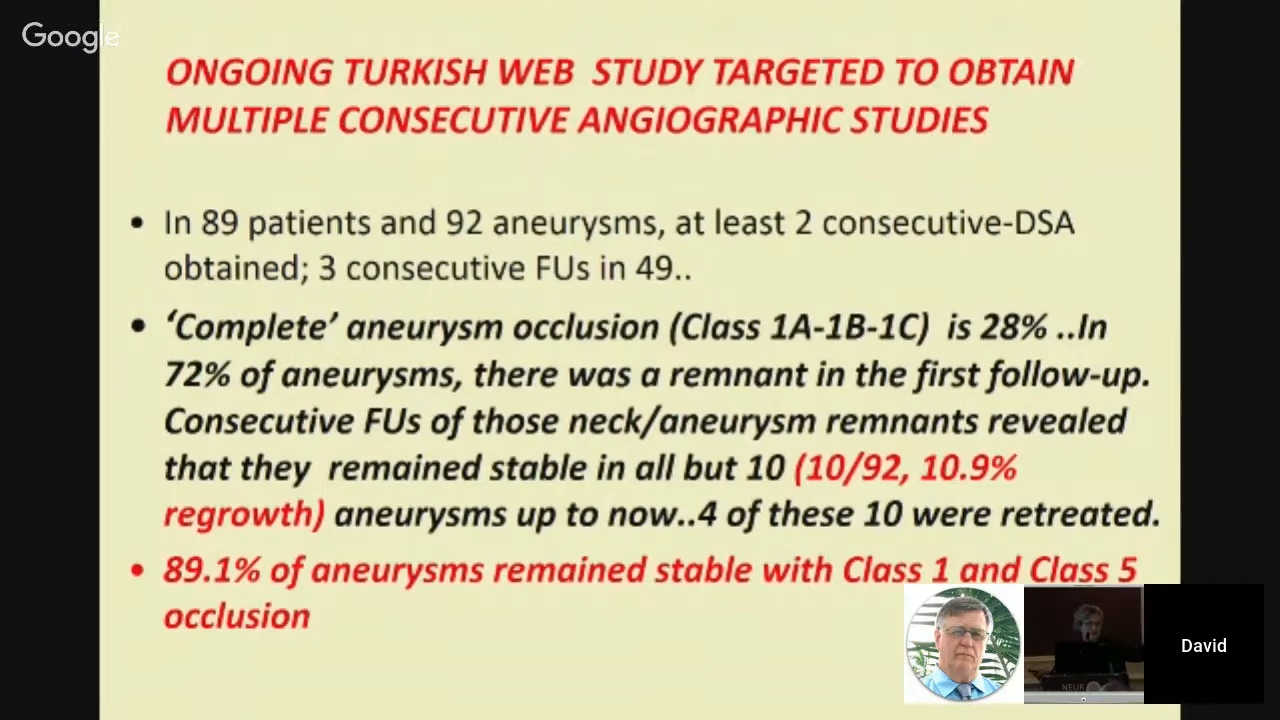 Google
ONGOING TURKISH WEB STUDY TARGETED TO OBTAIN
MULTIPLE CONSECUTIVE ANGIOGRAPHIC STUDIES
• In 89 patients and 92 aneurysms, at least 2 consecutive-DSA
obtained; 3 consecutive FUs in 49..
• ‘Complete’ aneurysm occlusion (Class 1A-1B-1C) is 28% ..In
72% of aneurysms, there was a remnant in the first follow-up.
Consecutive FUs of those neck/aneurysm remnants revealed
that they remained stable in all but 10 (10/92, 10.9%
regrowth) aneurysms up to now..4 of these 10 were retreated.
• 89.1% of aneurysms remained stable with Class 1 and Class 5
occlusion
David
NEUR